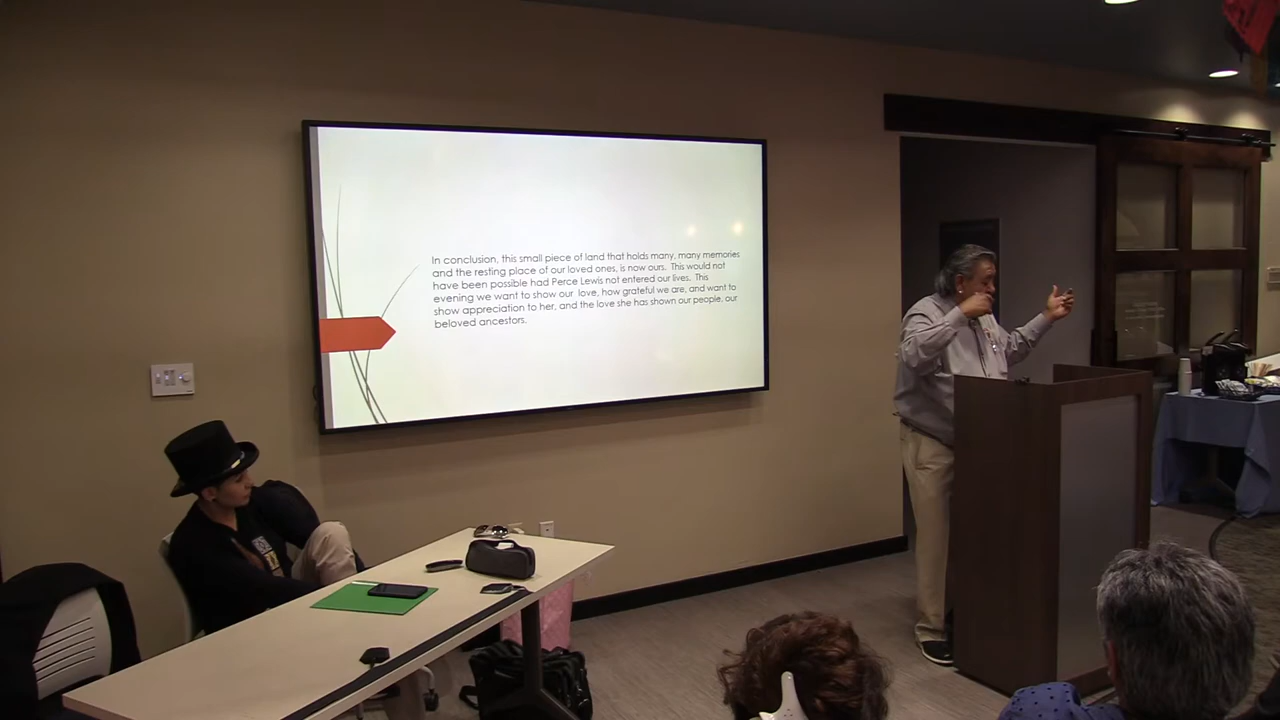 In conclusion, this small piece of land that holds many, many memories
and the resting place of our loved ones, is now ours. This would not
have been possible had Perce Lewis not entered our lives. This
evening we want to show our love, how grateful we are, and want to
show appreciation to her, and the love she has shown our people, our
beloved ancestors.